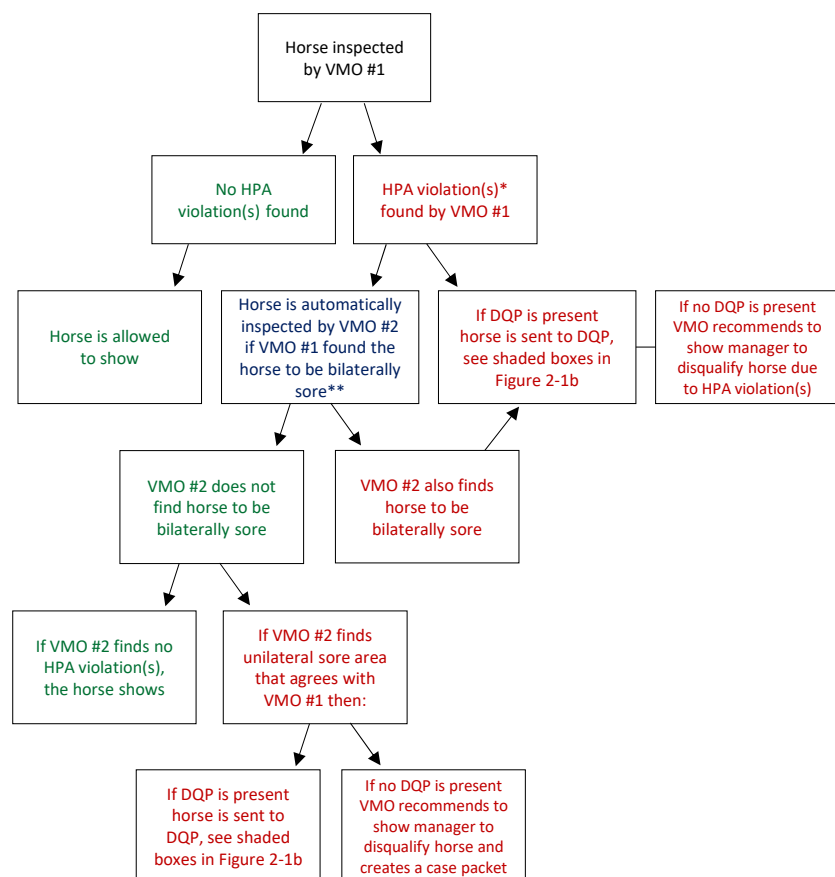 Horse inspected
by VMO #1
No HPA
violation(s) found
HPA violation(s)*
found by VMO #1
Horse is allowed
to show
Horse is automatically
inspected by VMO #2
if VMO #1 found the
horse to be bilaterally
sore**
If DQP is present
horse is sent to DQP,
see shaded boxes in
Figure 2-1b
If no DQP is present
VMO recommends to
show manager to
disqualify horse due
to HPA violation(s)
VMO #2 does not
find horse to be
bilaterally sore
VMO #2 also finds
horse to be
bilaterally sore
If VMO #2 finds no
HPA violation(s),
the horse shows
If VMO #2 finds
unilateral sore area
that agrees with
VMO #1 then:
If DQP is present
horse is sent to
DQP, see shaded
boxes in Figure 2-1b
If no DQP is present
VMO recommends to
show manager to
disqualify horse and
creates a case packet